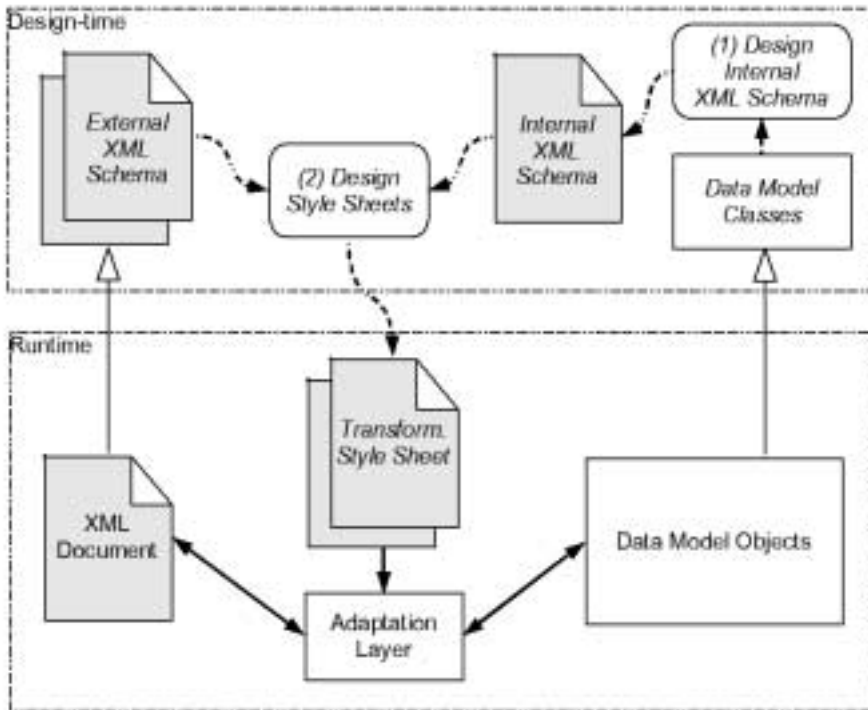 Design-time
External
XML
Schema
(2) Design
Style Sheets
Internal
XML
Schema
(1) Design
Internal
XML Schema
Data Model
Classes
Runtime
Transform.
Style Sheet
XML
Document
Adaptation
Layer
Data Model Objects